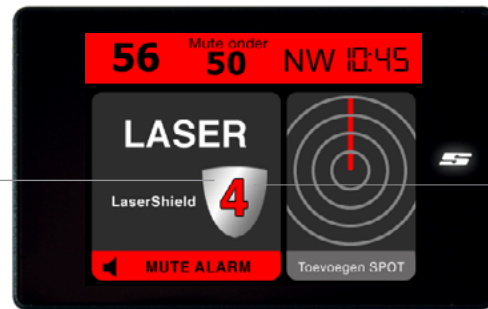 56 Mute onder 50 NW 10:45
LASER
LaserShield 4
MUTE ALARM
Toevoegen SPOT
S